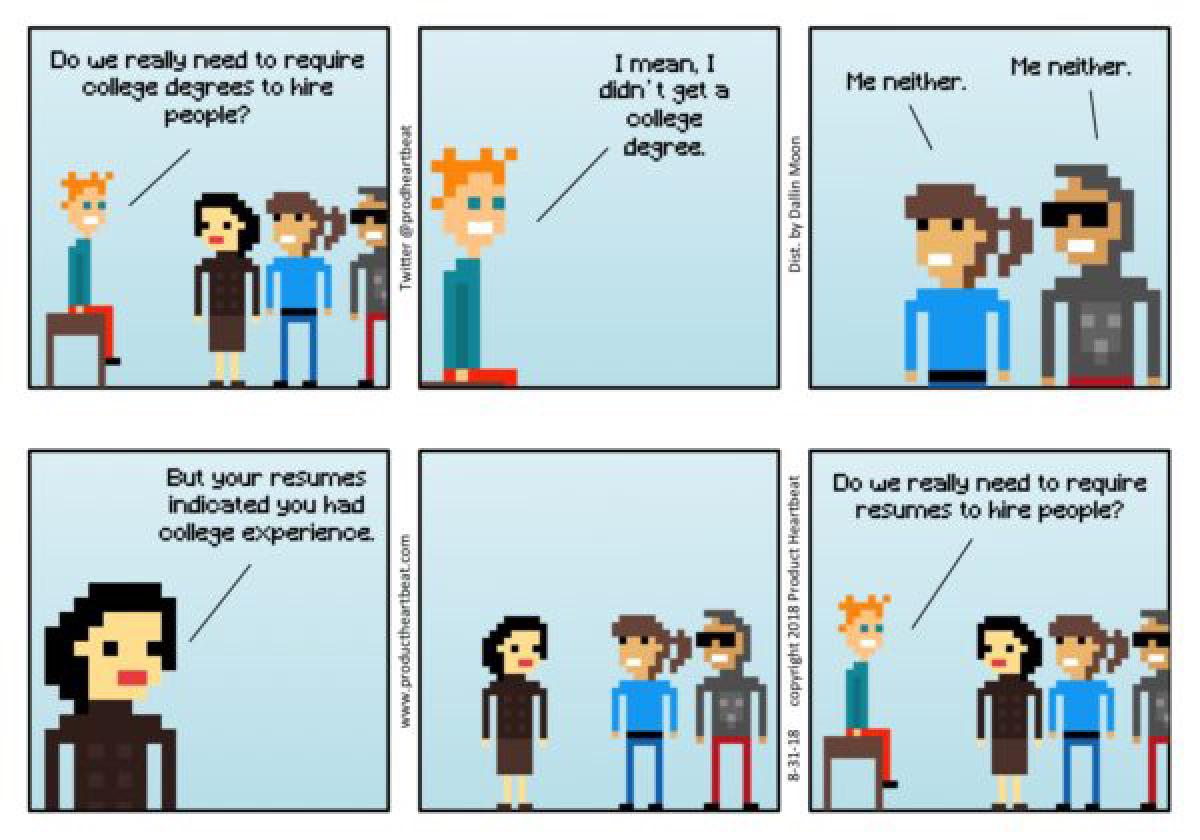 Do we really need to require
college degrees to hire
people?
Twitter @prodheartbeat
I mean, I
didn't get a
college
degree.
Dist. by Dallin Moon
Me neither.
Me neither.
But your resumes
indicated you had
college experience.
www.productheartbeat.com
8-31-18 copyright 2018 Product Heartbeat
Do we really need to require
resumes to hire people?